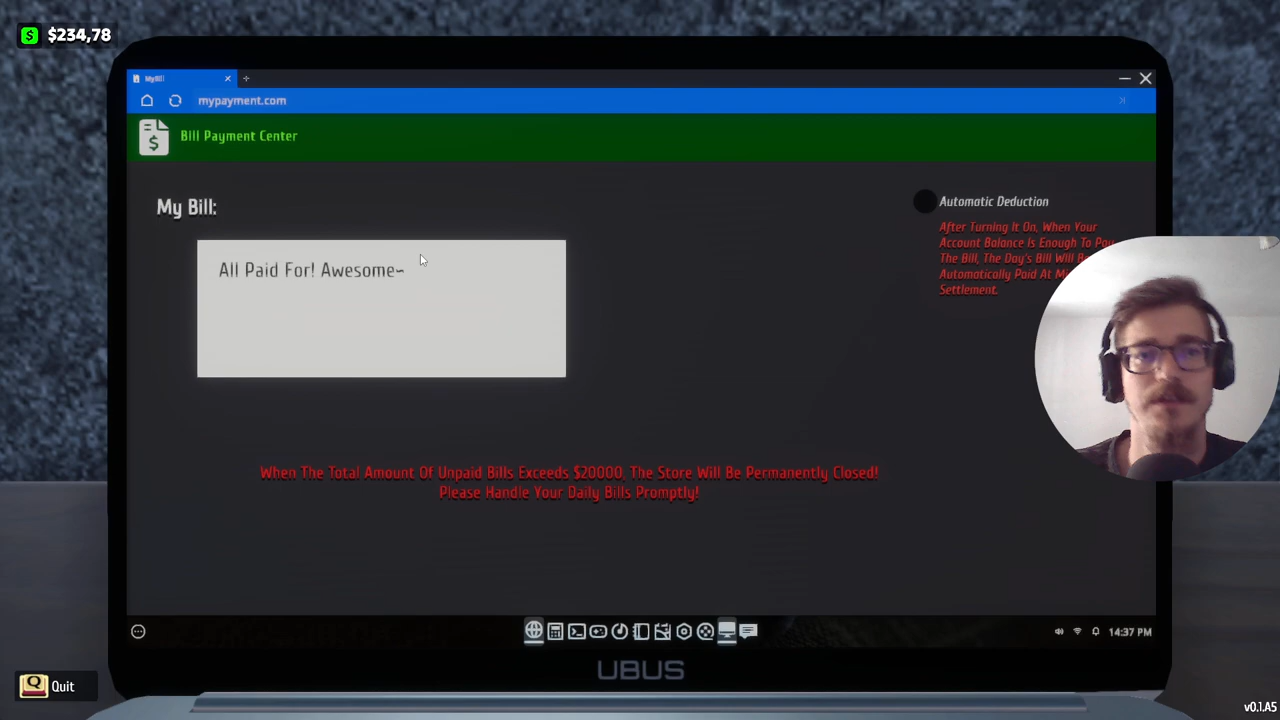 $234,78
MyBill
mypayment.com
Bill Payment Center
My Bill:
All Paid For! Awesome~
Automatic Deduction
After Turning It On, When Your
Account Balance Is Enough To Pay
The Bill, The Day's Bill Will
Automatically Paid At
Settlement.
When The Total Amount Of Unpaid Bills Exceeds $20000, The Store Will Be Permanently Closed!
Please Handle Your Daily Bills Promptly!
14:37 PM
UBUS
Q Quit
v0.1.A5